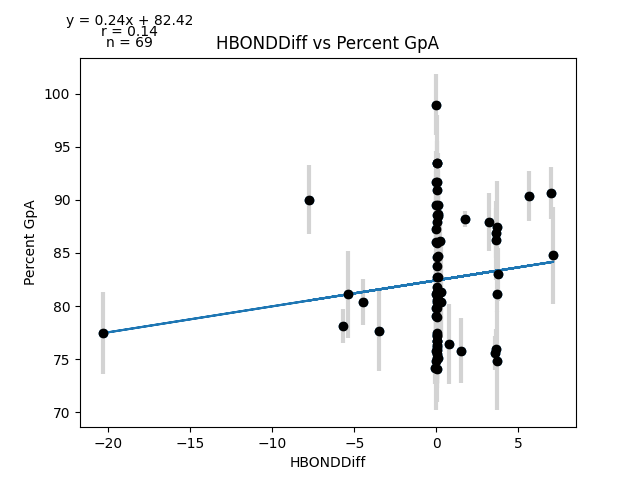 y = 0.24x + 82.42
r = 0.14
n = 69
HBONDDiff vs Percent GpA
Percent GpA
100
95
90
85
80
75
70
−20
−15
−10
−5
0
5
HBONDDiff